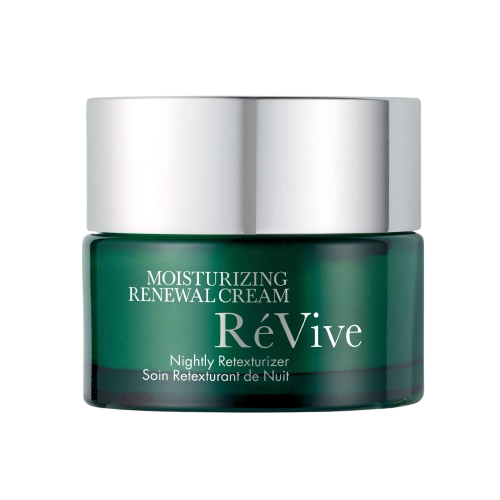 MOISTURIZING
RENEWAL CREAM
RéVive
Nightly Retexturizer
Soin Retexturant de Nuit